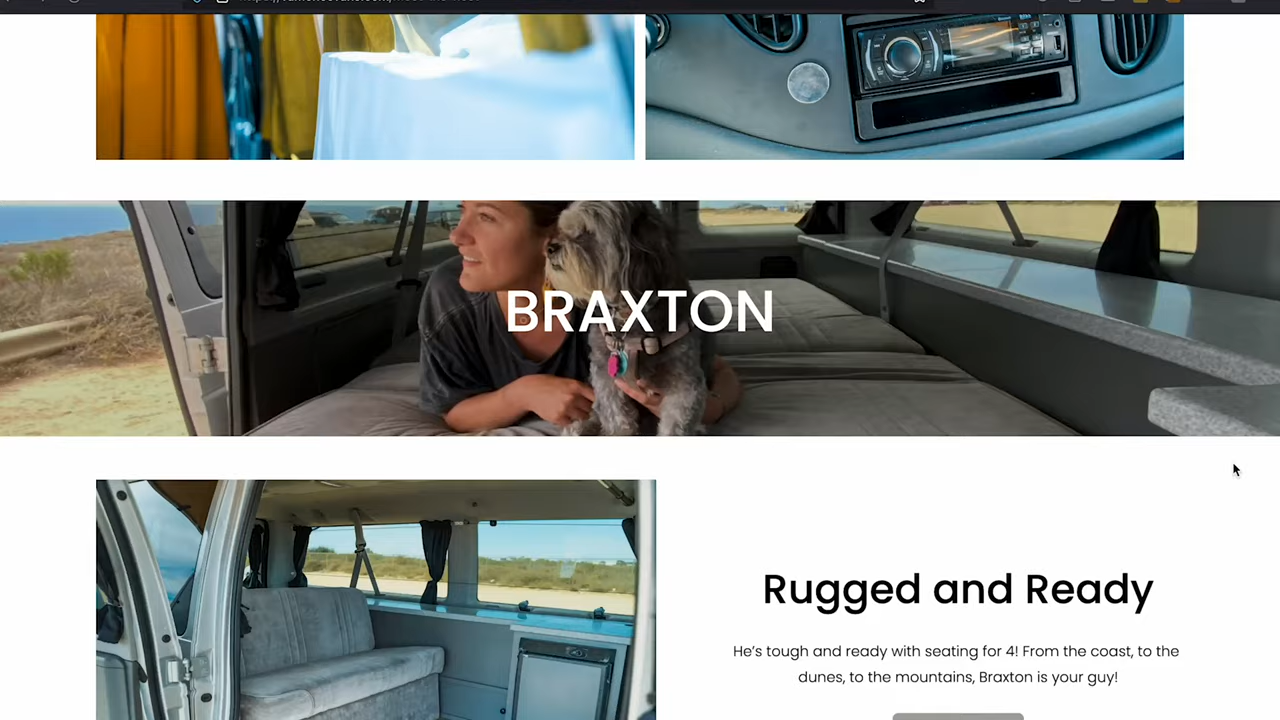 BRAXTON
Rugged and Ready
He's tough and ready with seating for 4! From the coast, to the
dunes, to the mountains, Braxton is your guy!